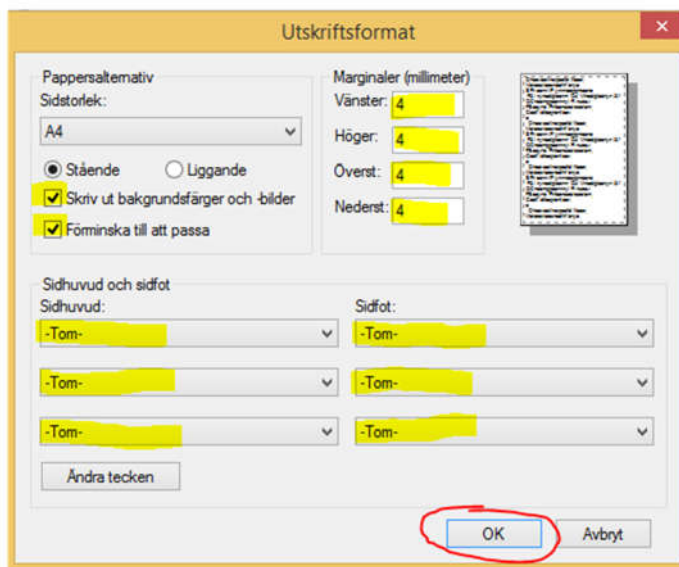 Utskriftsformat
Pappersalternativ
Sidstorlek:
A4
Stående Liggande
Skriv ut bakgrundsfärger och -bilder
Förminska till att passa
Marginaler (millimeter)
Vänster: 4
Höger: 4
Överst: 4
Nederst: 4
Sidhuvud och sidfot
Sidhuvud: Sidfot:
-Tom- -Tom-
-Tom- -Tom-
-Tom- -Tom-
Ändra tecken
OK Avbryt